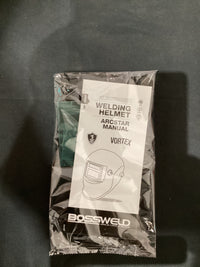 WELDING
HELMET
ARCSTAR
MANUAL
VORTEX
BOSSWELD